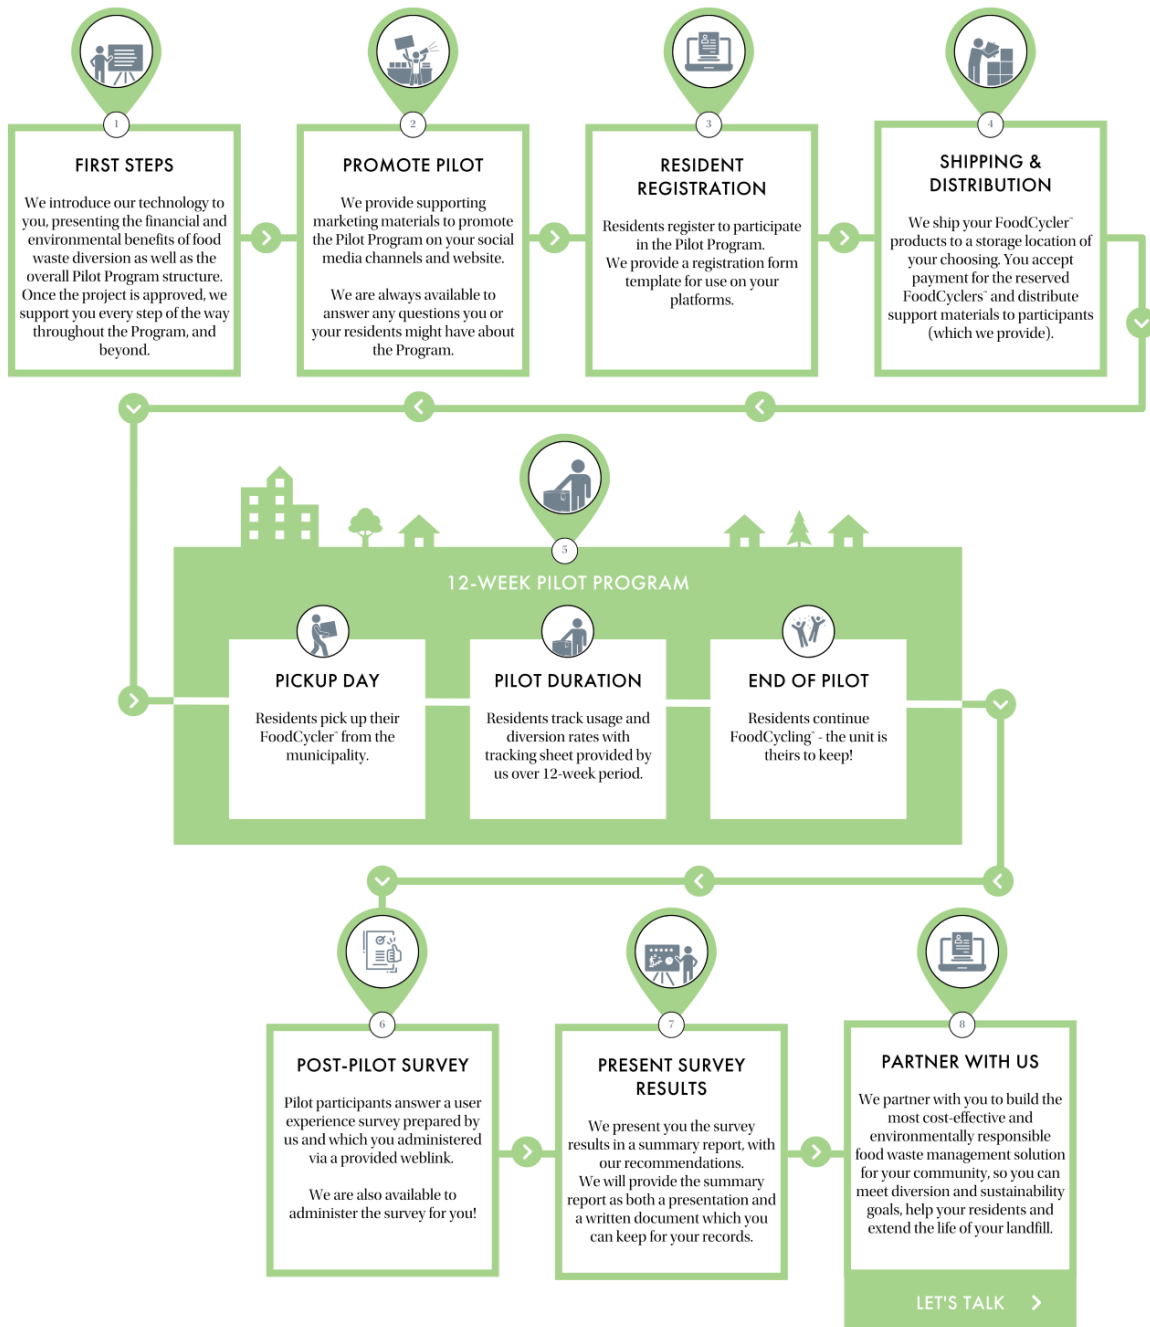 1
FIRST STEPS
We introduce our technology to
you, presenting the financial and
environmental benefits of food
waste diversion as well as the
overall Pilot Program structure.
Once the project is approved, we
support you every step of the way
throughout the Program, and
beyond.
2
PROMOTE PILOT
We provide supporting
marketing materials to promote
the Pilot Program on your social
media channels and website.
We are always available to
answer any questions you or
your residents might have about
the Program.
3
RESIDENT
REGISTRATION
Residents register to participate
in the Pilot Program.
We provide a registration form
template for use on your
platforms.
4
SHIPPING &
DISTRIBUTION
We ship your FoodCycler™
products to a storage location of
your choosing. You accept
payment for the reserved
FoodCyclers™ and distribute
support materials to participants
(which we provide).
5
12-WEEK PILOT PROGRAM
PICKUP DAY
Residents pick up their
FoodCycler™ from the
municipality.
PILOT DURATION
Residents track usage and
diversion rates with
tracking sheet provided by
us over 12-week period.
END OF PILOT
Residents continue
FoodCycling™ - the unit is
theirs to keep!
6
POST-PILOT SURVEY
Pilot participants answer a user
experience survey prepared by
us and which you administered
via a provided weblink.
We are also available to
administer the survey for you!
7
PRESENT SURVEY
RESULTS
We present you the survey
results in a summary report, with
our recommendations.
We will provide the summary
report as both a presentation and
a written document which you
can keep for your records.
8
PARTNER WITH US
We partner with you to build the
most cost-effective and
environmentally responsible
food waste management solution
for your community, so you can
meet diversion and sustainability
goals, help your residents and
extend the life of your landfill.
LET'S TALK